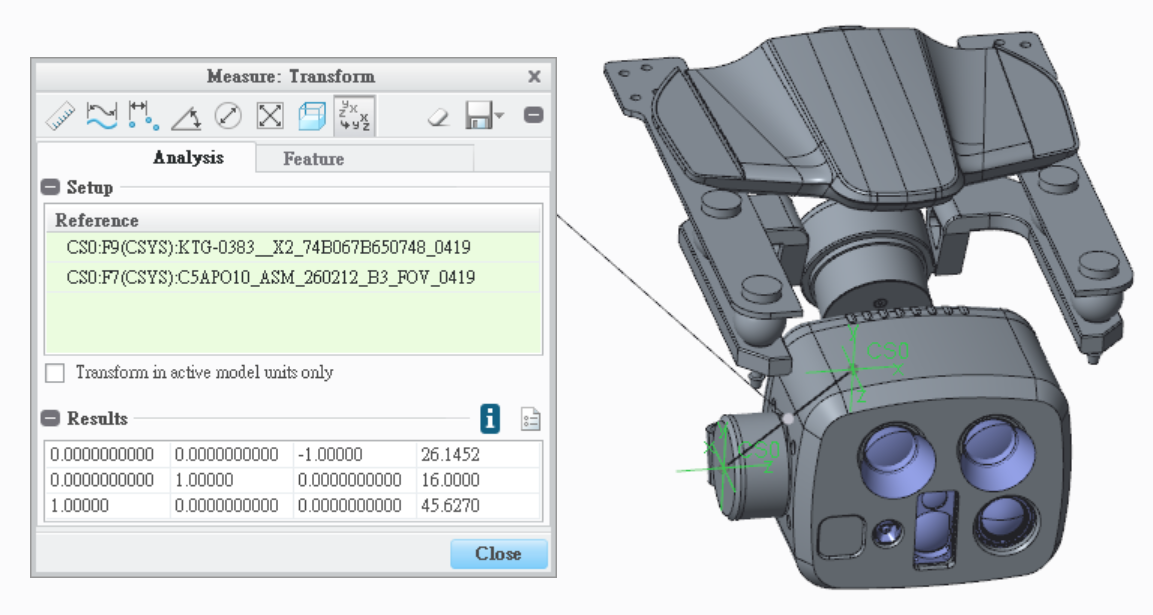 Measure: Transform
Analysis Feature
Setup
Reference
CS0:F9(CSYS):KTG-0383__X2_74B067B650748_0419
CS0:F7(CSYS):C5APO10_ASM_260212_B3_FOV_0419
Transform in active model units only
Results
0.0000000000 0.0000000000 -1.00000 26.1452
0.0000000000 1.00000 0.0000000000 16.0000
1.00000 0.0000000000 0.0000000000 45.6270
Close
Y
CS0
X
Z
Y
X
CS0
Z